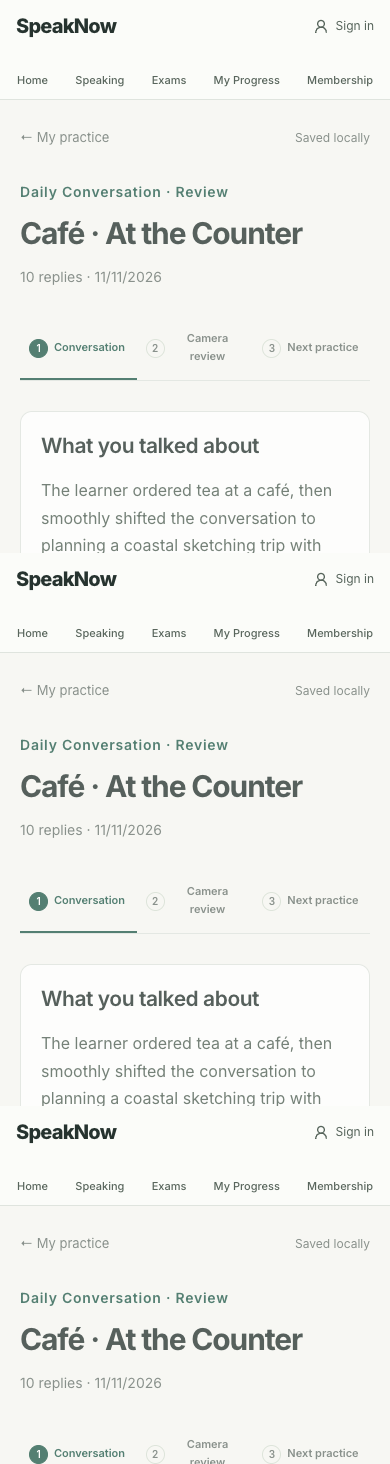 SpeakNow
Sign in
Home Speaking Exams My Progress Membership
← My practice
Saved locally
Daily Conversation · Review
Café · At the Counter
10 replies · 11/11/2026
1 Conversation
2 Camera
review
3 Next practice
What you talked about
The learner ordered tea at a café, then
smoothly shifted the conversation to
planning a coastal sketching trip with
SpeakNow
Sign in
Home Speaking Exams My Progress Membership
← My practice
Saved locally
Daily Conversation · Review
Café · At the Counter
10 replies · 11/11/2026
1 Conversation
2 Camera
review
3 Next practice
What you talked about
The learner ordered tea at a café, then
smoothly shifted the conversation to
planning a coastal sketching trip with
SpeakNow
Sign in
Home Speaking Exams My Progress Membership
← My practice
Saved locally
Daily Conversation · Review
Café · At the Counter
10 replies · 11/11/2026
1 Conversation
2 Camera
review
3 Next practice